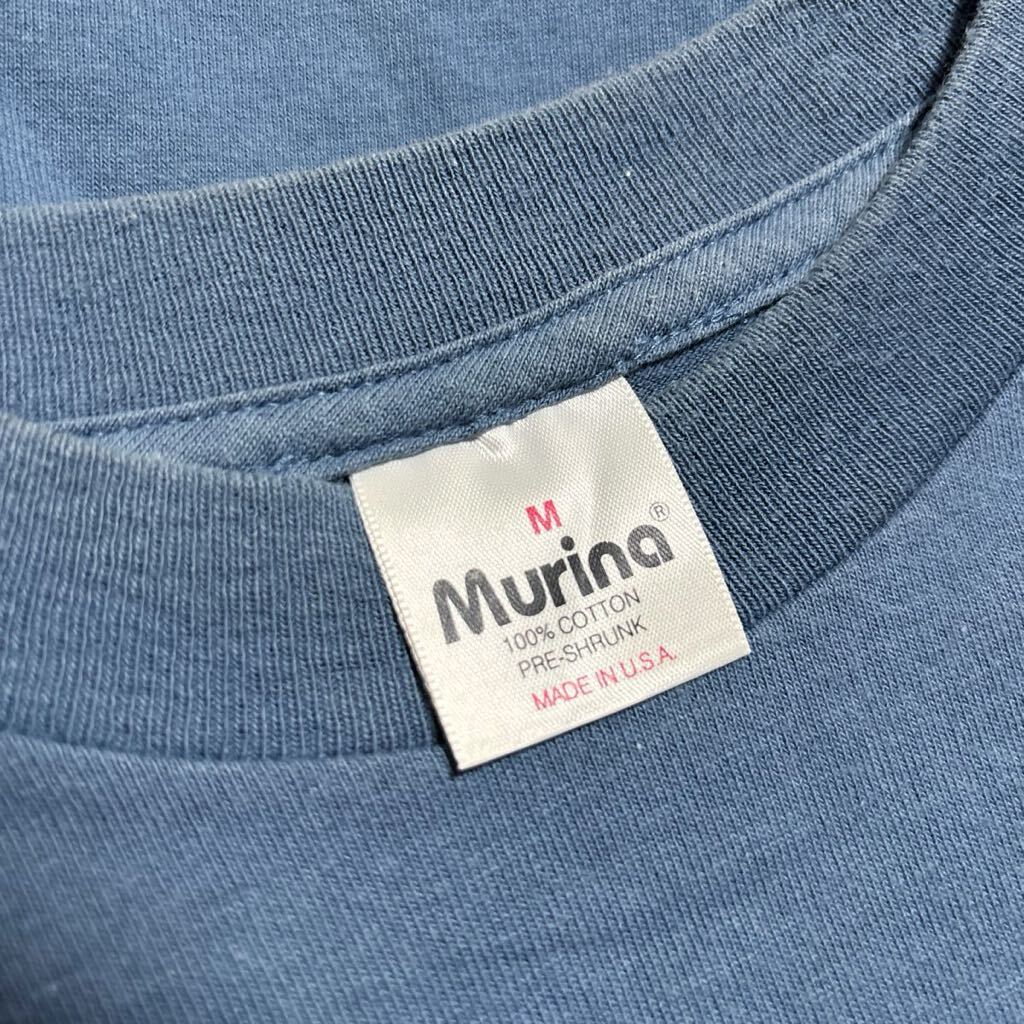 M
Murina®
100% COTTON
PRE-SHRUNK
MADE IN U.S.A.